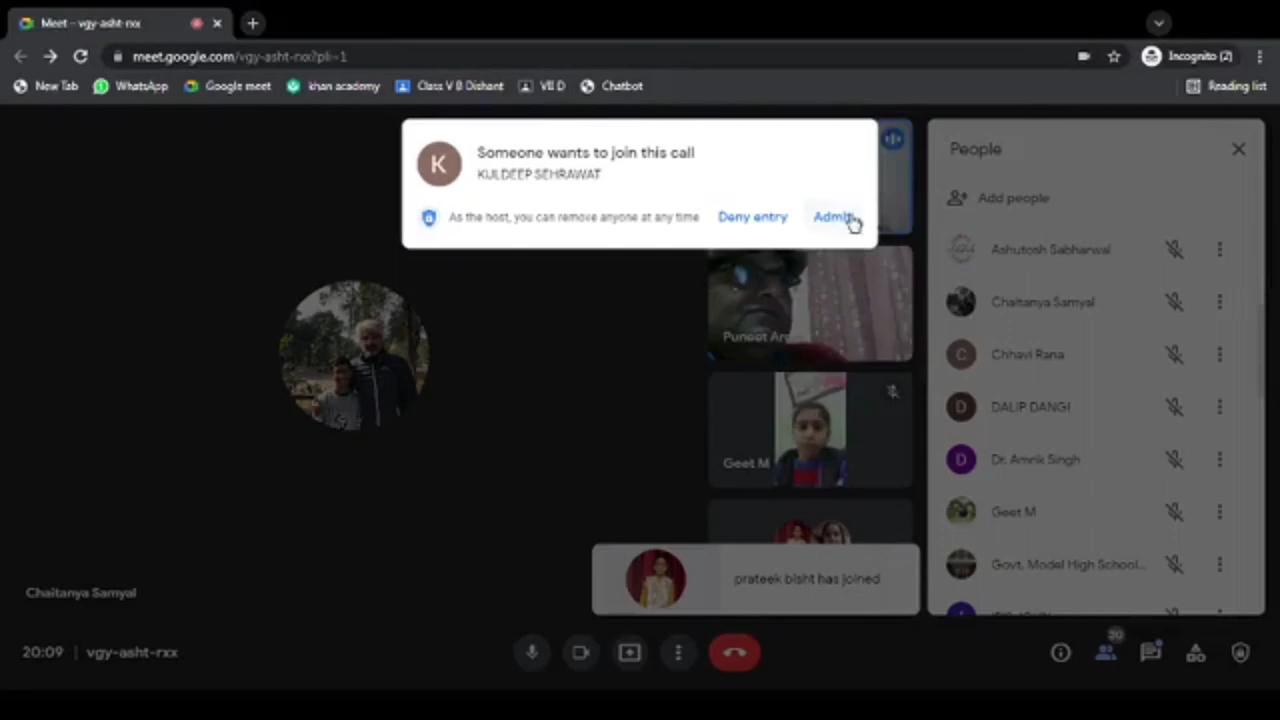 Meet - vgy-asht-rxx
meet.google.com/vgy-asht-rxx?pli=1
Incognito (2)
New Tab
WhatsApp
Google meet
khan academy
Class V B Dishant
VII D
Chatbot
Reading list
Someone wants to join this call
K
KULDEEP SEHRAWAT
As the host, you can remove anyone at any time
Deny entry
Admit
People
Add people
Ashutosh Sabharwal
Chaitanya Samyal
C
Chhavi Rana
D
DALIP DANGI
D
Dr. Amrik Singh
Geet M
Govt. Model High School...
Puneet
Geet M
prateek bisht has joined
Chaitanya Samyal
20:09 | vgy-asht-rxx
30